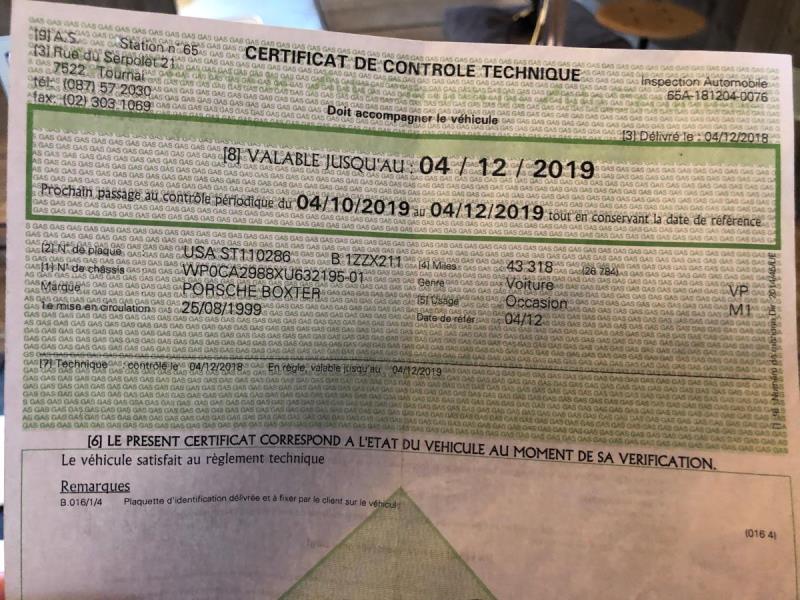 [9] A.S. Station n° 65
[3] Rue du Serpolet 21
7522 Tournai
tél: (087) 57 2030
fax: (02) 303 1069
CERTIFICAT DE CONTROLE TECHNIQUE
Inspection Automobile
65A-181204-0076
Doit accompagner le véhicule
[3] Délivré le : 04/12/2018
[8] VALABLE JUSQU'AU : 04 / 12 / 2019
Prochain passage au contrôle périodique du 04/10/2019 au 04/12/2019 tout en conservant la date de référence
[2] N° de plaque USA ST110286 B 1ZZX211
[1] N° de châssis WP0CA2988XU632195-01
Marque PORSCHE BOXTER
1e mise en circulation 25/08/1999
[4] Miles 43 318 (26 784)
Genre Voiture VP
[5] Usage Occasion M1
Date de référ. 04/12
[7] Technique : contrôlé le 04/12/2018 En règle, valable jusqu'au 04/12/2019
[6] LE PRESENT CERTIFICAT CORRESPOND A L'ETAT DU VEHICULE AU MOMENT DE SA VERIFICATION.
Le véhicule satisfait au règlement technique
Remarques
B.016/1/4 Plaquette d'identification délivrée et à fixer par le client sur le véhicul
(016 4)